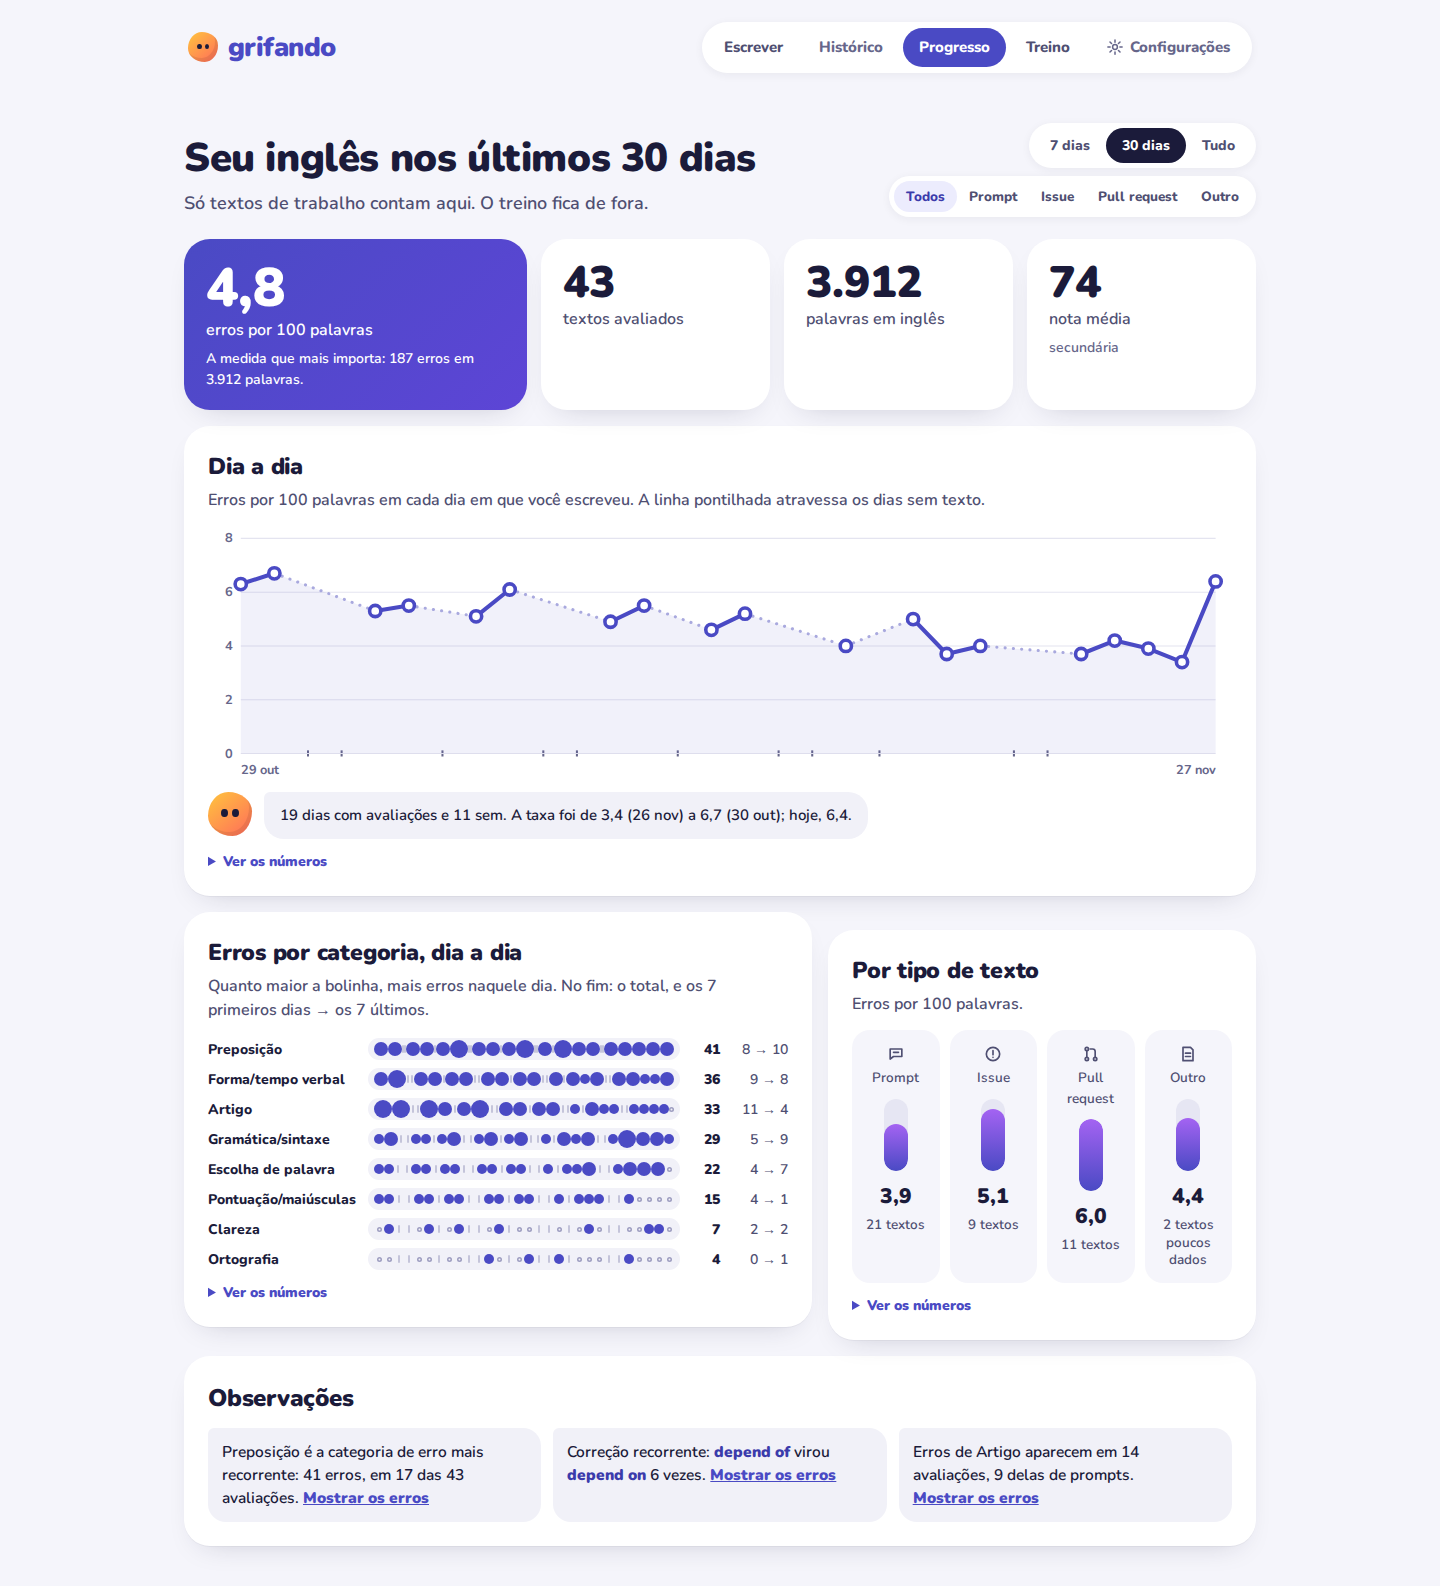 grifando
Escrever
Histórico
Progresso
Treino
Configurações
Seu inglês nos últimos 30 dias
Só textos de trabalho contam aqui. O treino fica de fora.
7 dias
30 dias
Tudo
Todos
Prompt
Issue
Pull request
Outro
4,8
erros por 100 palavras
A medida que mais importa: 187 erros em
3.912 palavras.
43
textos avaliados
3.912
palavras em inglês
74
nota média
secundária
Dia a dia
Erros por 100 palavras em cada dia em que você escreveu. A linha pontilhada atravessa os dias sem texto.
8
6
4
2
0
29 out
27 nov
19 dias com avaliações e 11 sem. A taxa foi de 3,4 (26 nov) a 6,7 (30 out); hoje, 6,4.
Ver os números
Erros por categoria, dia a dia
Quanto maior a bolinha, mais erros naquele dia. No fim: o total, e os 7
primeiros dias → os 7 últimos.
Preposição 41 8 → 10
Forma/tempo verbal 36 9 → 8
Artigo 33 11 → 4
Gramática/sintaxe 29 5 → 9
Escolha de palavra 22 4 → 7
Pontuação/maiúsculas 15 4 → 1
Clareza 7 2 → 2
Ortografia 4 0 → 1
Ver os números
Por tipo de texto
Erros por 100 palavras.
Prompt
3,9
21 textos
Issue
5,1
9 textos
Pull
request
6,0
11 textos
Outro
4,4
2 textos
poucos
dados
Ver os números
Observações
Preposição é a categoria de erro mais
recorrente: 41 erros, em 17 das 43
avaliações. Mostrar os erros
Correção recorrente: depend of virou
depend on 6 vezes. Mostrar os erros
Erros de Artigo aparecem em 14
avaliações, 9 delas de prompts.
Mostrar os erros